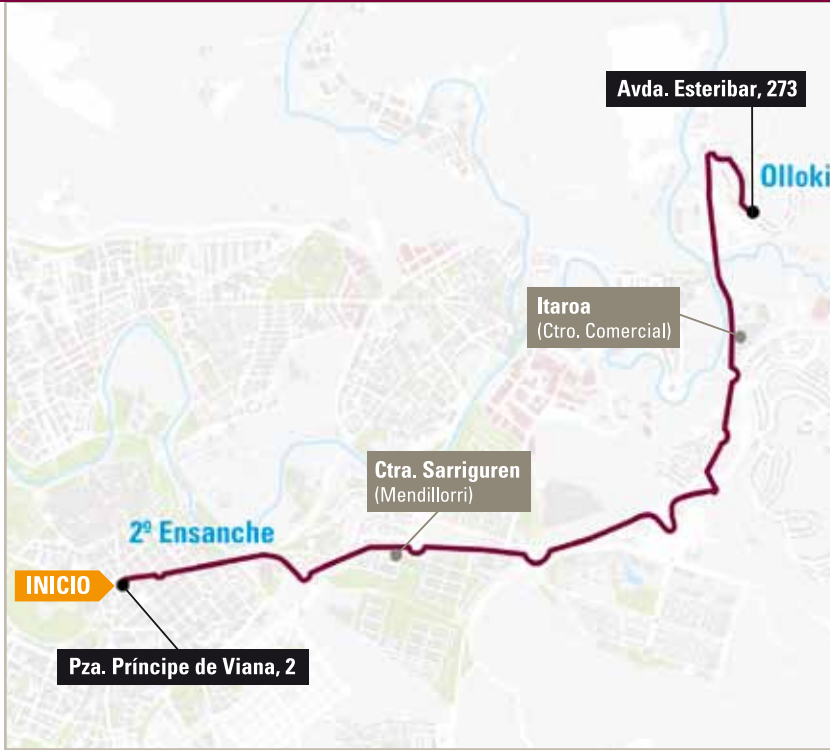 Avda. Esteribar, 273
Olloki
Itaroa
(Ctro. Comercial)
Ctra. Sarriguren
(Mendillorri)
2º Ensanche
INICIO
Pza. Príncipe de Viana, 2